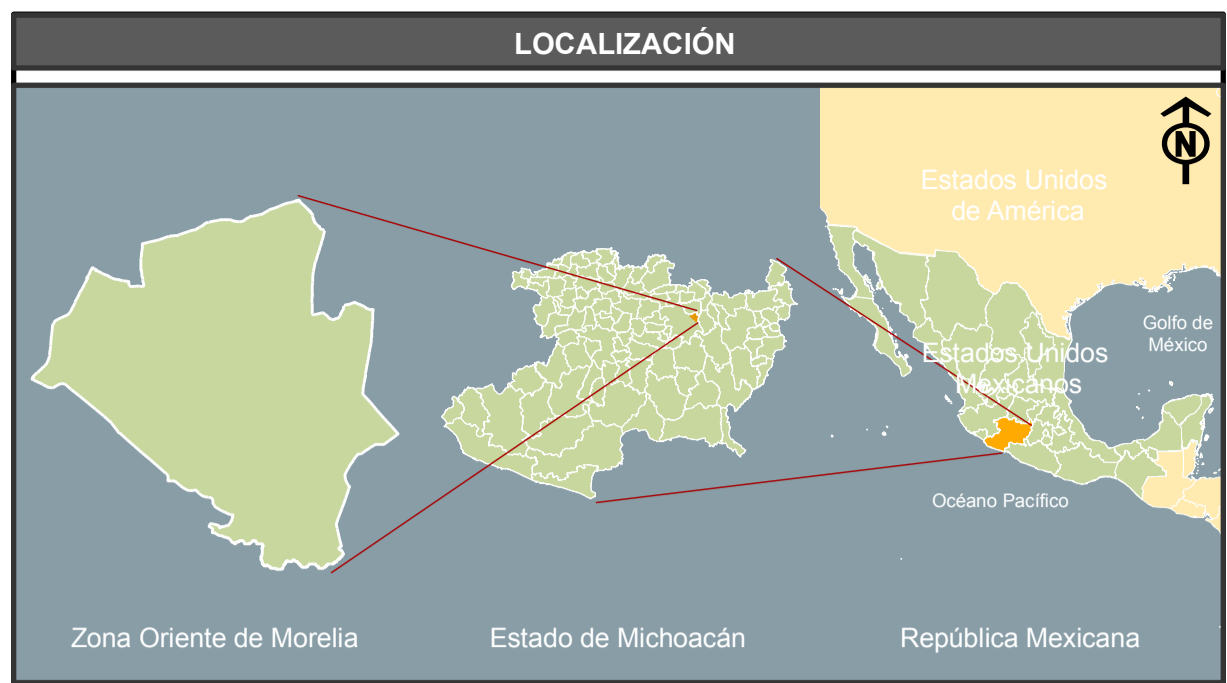 LOCALIZACIÓN
N
Estados Unidos
de América
Golfo de
México
Estados Unidos
Mexicanos
Océano Pacífico
Zona Oriente de Morelia
Estado de Michoacán
República Mexicana